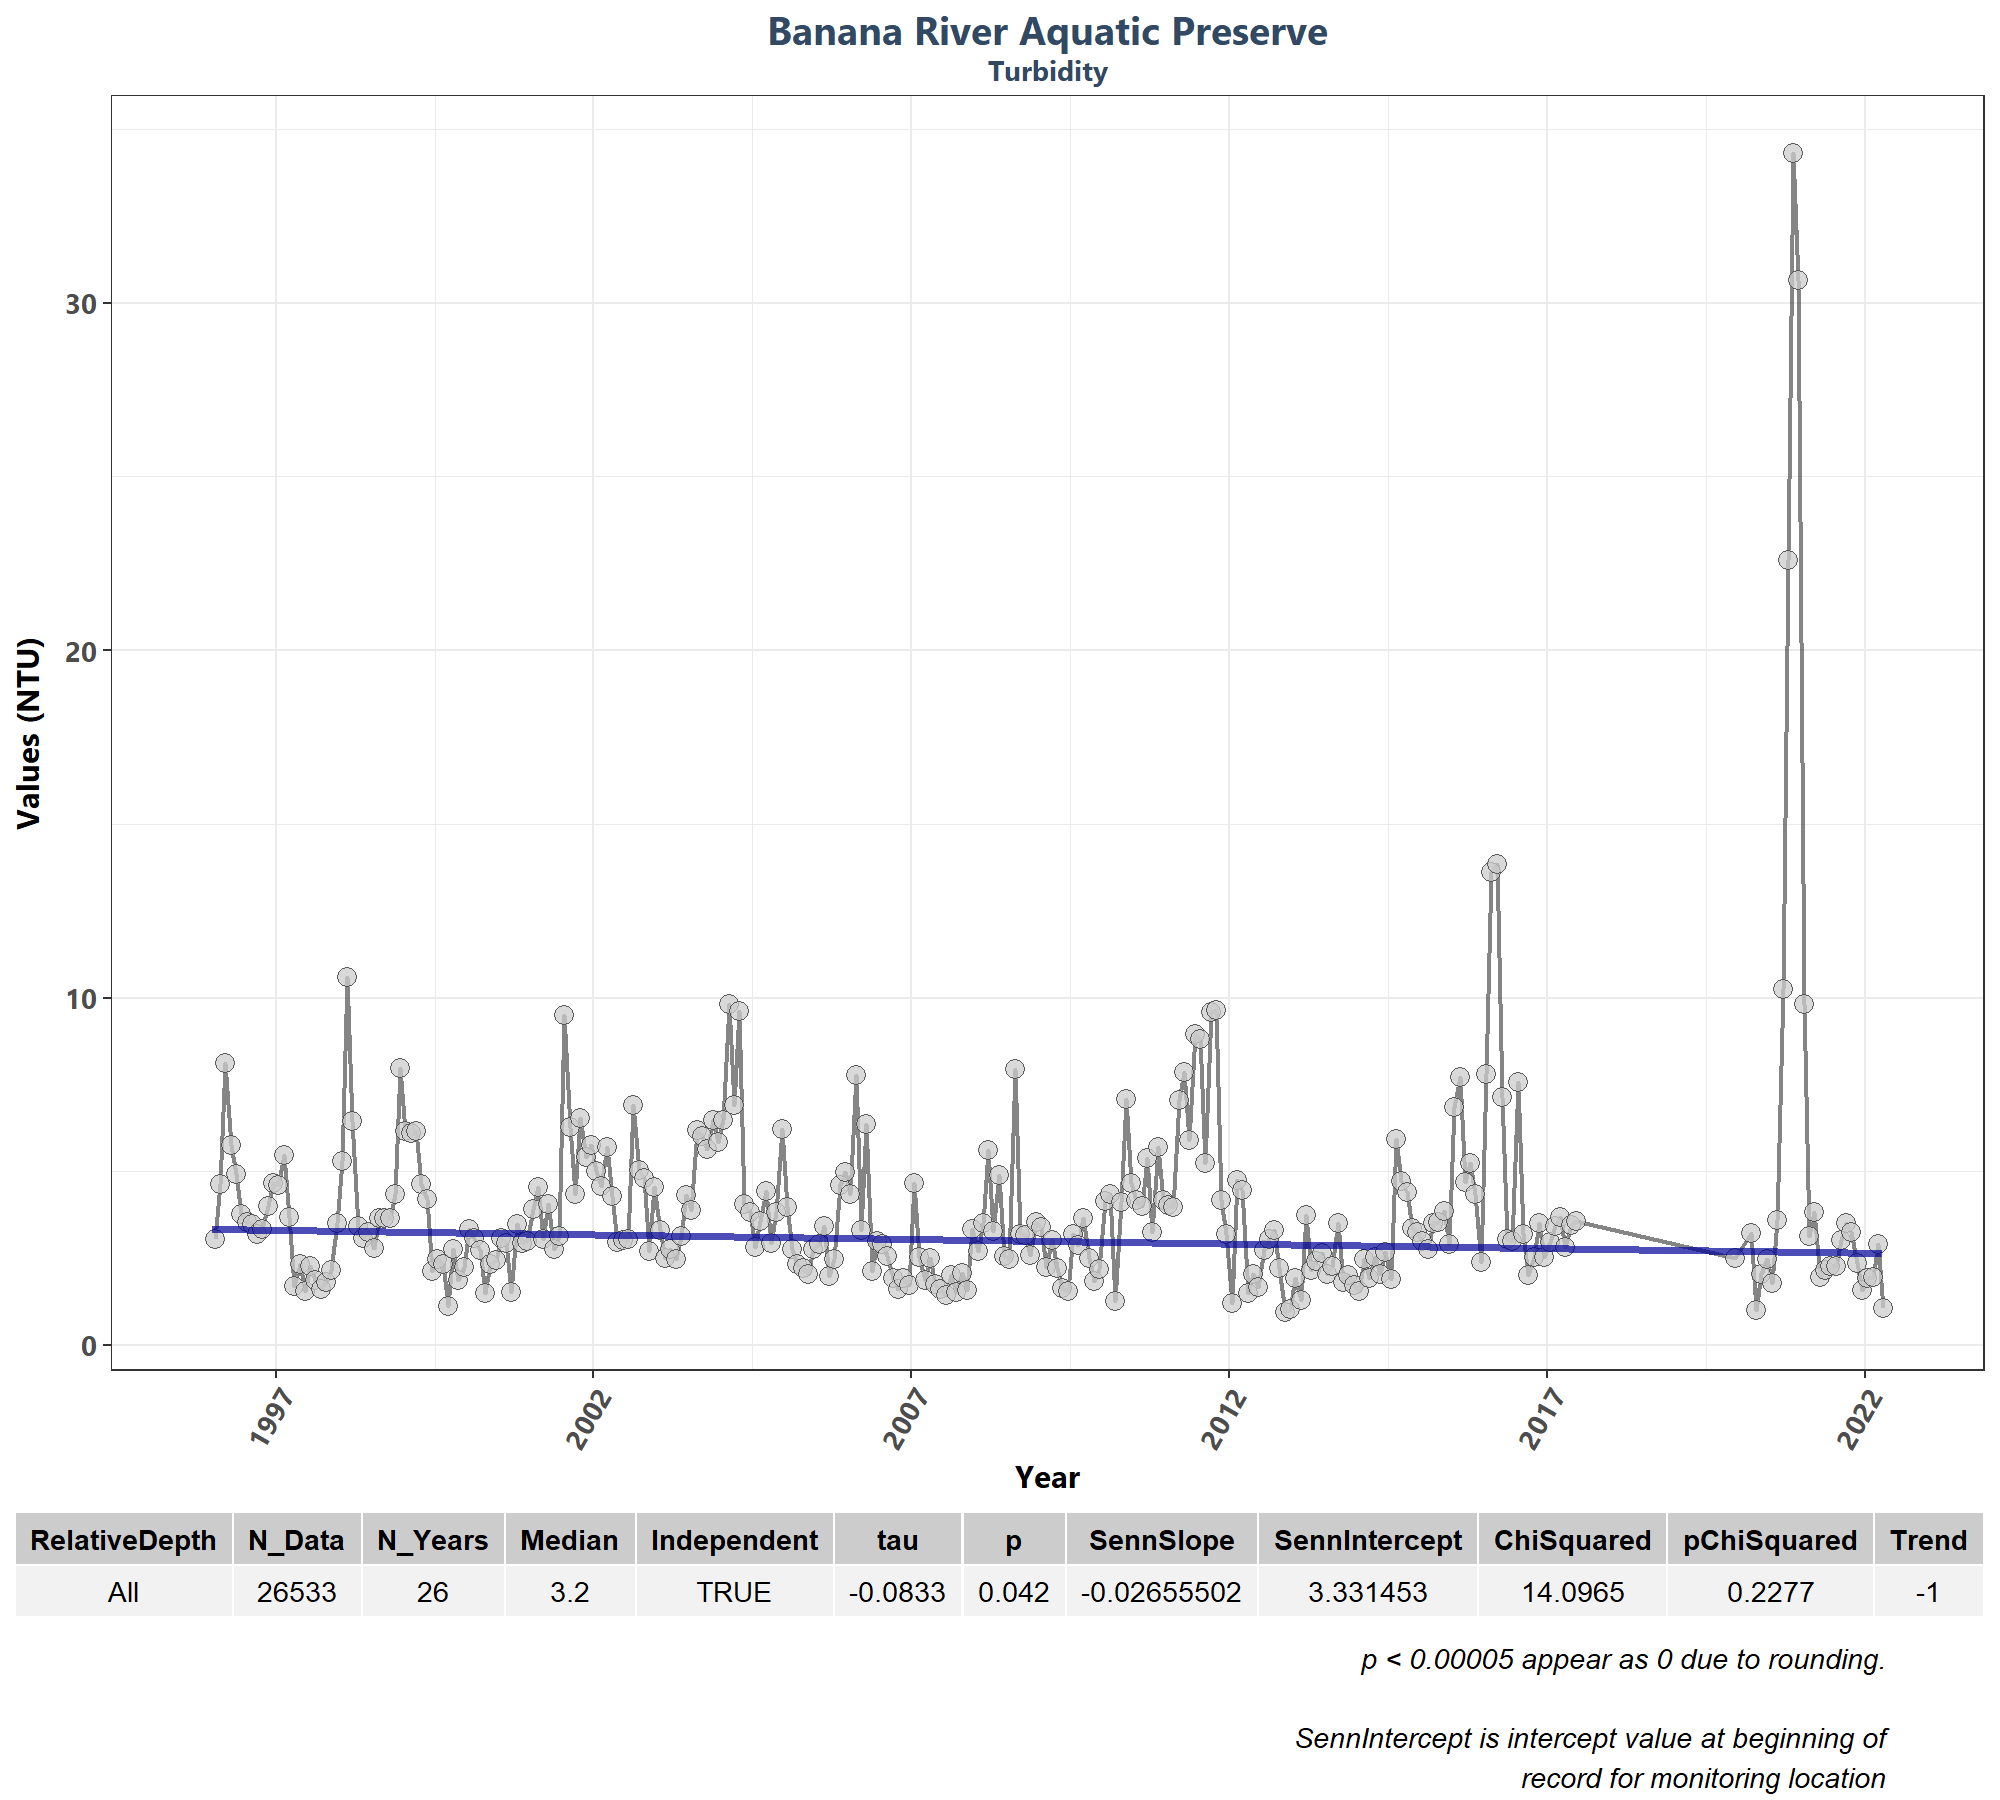 Banana River Aquatic Preserve
Turbidity
Values (NTU)
30
20
10
0
1997 2002 2007 2012 2017 2022
Year
RelativeDepth N_Data N_Years Median Independent tau p SennSlope SennIntercept ChiSquared pChiSquared Trend
All 26533 26 3.2 TRUE -0.0833 0.042 -0.02655502 3.331453 14.0965 0.2277 -1
p < 0.00005 appear as 0 due to rounding.
SennIntercept is intercept value at beginning of
record for monitoring location